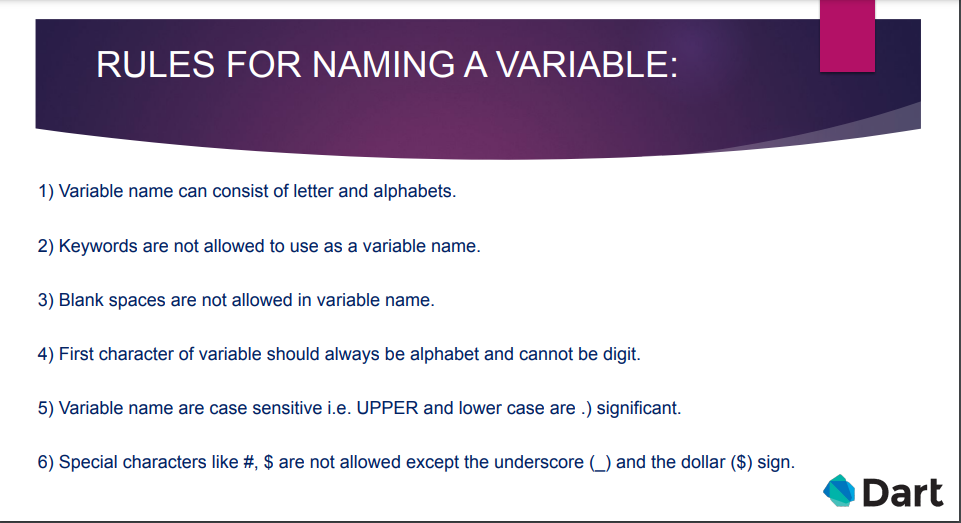 RULES FOR NAMING A VARIABLE:
1) Variable name can consist of letter and alphabets.
2) Keywords are not allowed to use as a variable name.
3) Blank spaces are not allowed in variable name.
4) First character of variable should always be alphabet and cannot be digit.
5) Variable name are case sensitive i.e. UPPER and lower case are .) significant.
6) Special characters like #, $ are not allowed except the underscore (_) and the dollar ($) sign.
Dart